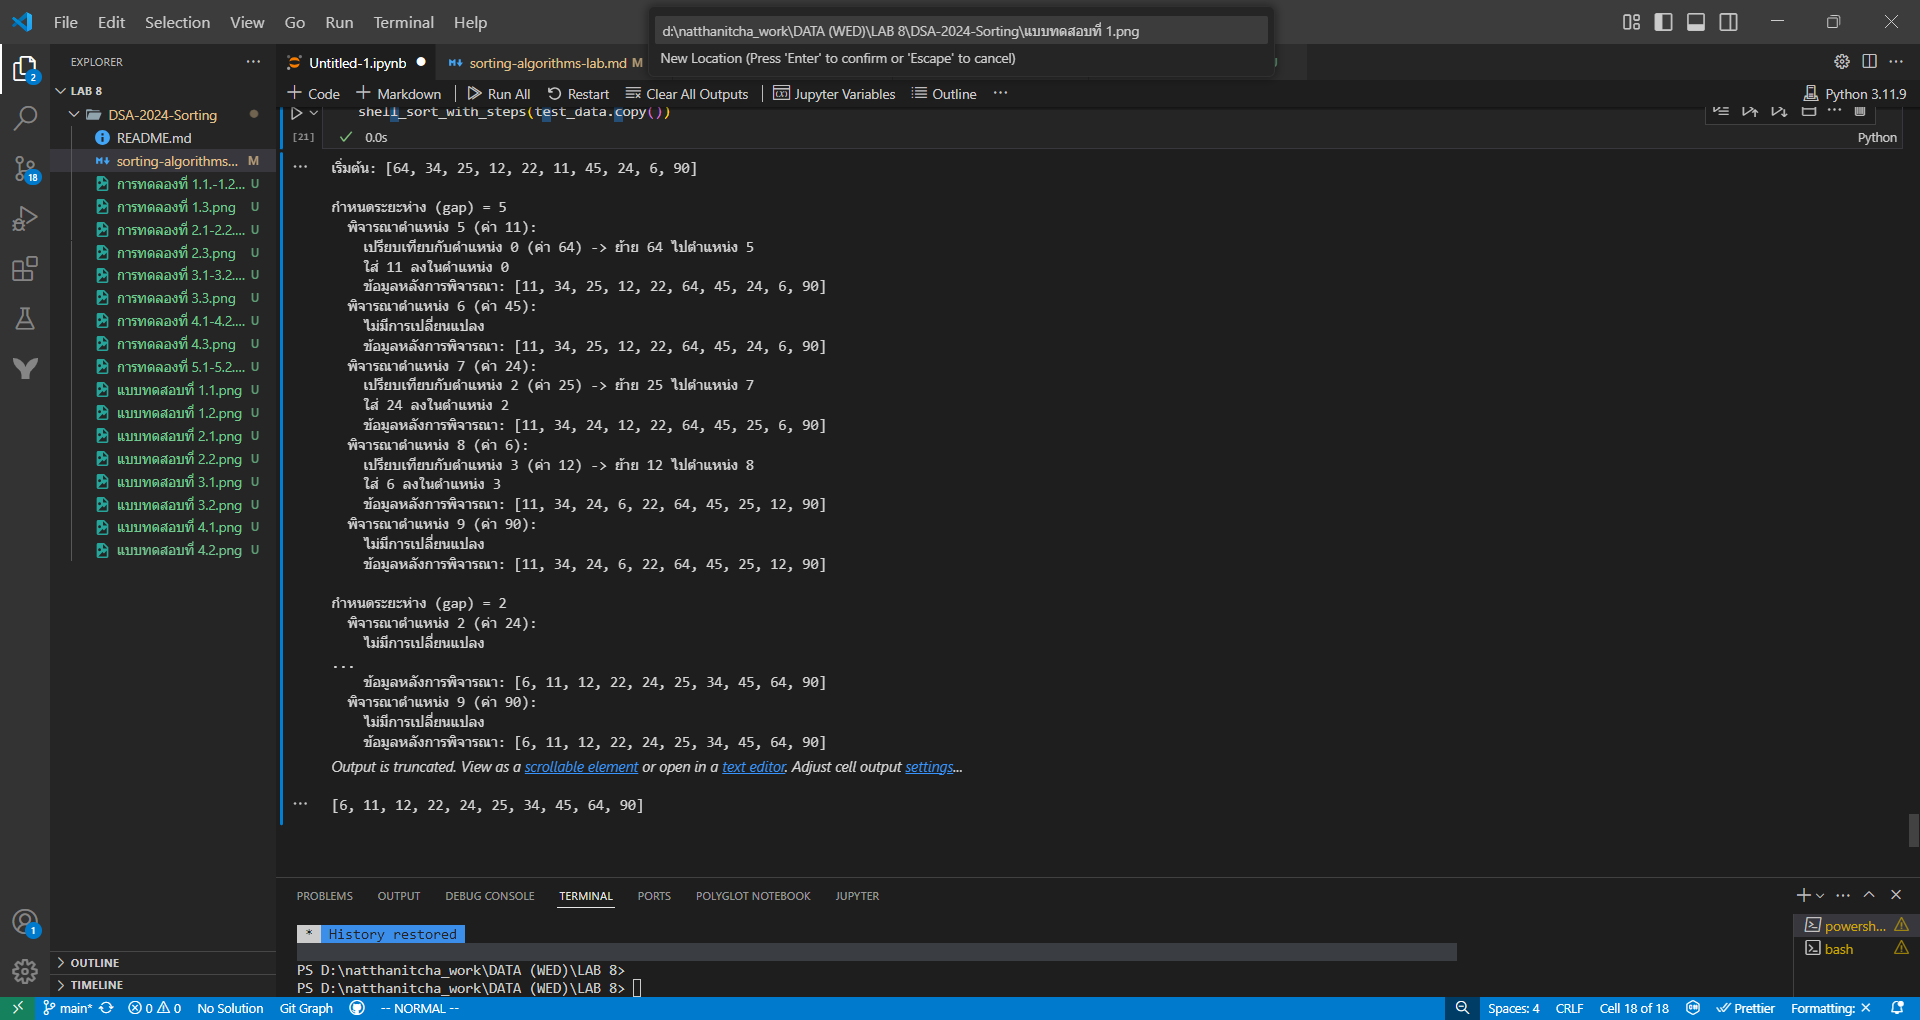 File Edit Selection View Go Run Terminal Help
d:\natthanitcha_work\DATA (WED)\LAB 8\DSA-2024-Sorting\แบบทดสอบที่ 1.png
New Location (Press 'Enter' to confirm or 'Escape' to cancel)
EXPLORER
Untitled-1.ipynb
sorting-algorithms-lab.md M
LAB 8
DSA-2024-Sorting
README.md
sorting-algorithms... M
การทดลองที่ 1.1.-1.2... U
การทดลองที่ 1.3.png U
การทดลองที่ 2.1-2.2.... U
การทดลองที่ 2.3.png U
การทดลองที่ 3.1-3.2.... U
การทดลองที่ 3.3.png U
การทดลองที่ 4.1-4.2.... U
การทดลองที่ 4.3.png U
การทดลองที่ 5.1-5.2.... U
แบบทดสอบที่ 1.1.png U
แบบทดสอบที่ 1.2.png U
แบบทดสอบที่ 2.1.png U
แบบทดสอบที่ 2.2.png U
แบบทดสอบที่ 3.1.png U
แบบทดสอบที่ 3.2.png U
แบบทดสอบที่ 4.1.png U
แบบทดสอบที่ 4.2.png U
2
18
1
OUTLINE
TIMELINE
Code Markdown Run All Restart Clear All Outputs Jupyter Variables Outline ... Python 3.11.9
shell_sort_with_steps(test_data.copy())
[21] 0.0s Python
เริ่มต้น: [64, 34, 25, 12, 22, 11, 45, 24, 6, 90]
กำหนดระยะห่าง (gap) = 5
พิจารณาตำแหน่ง 5 (ค่า 11):
เปรียบเทียบกับตำแหน่ง 0 (ค่า 64) -> ย้าย 64 ไปตำแหน่ง 5
ใส่ 11 ลงในตำแหน่ง 0
ข้อมูลหลังการพิจารณา: [11, 34, 25, 12, 22, 64, 45, 24, 6, 90]
พิจารณาตำแหน่ง 6 (ค่า 45):
ไม่มีการเปลี่ยนแปลง
ข้อมูลหลังการพิจารณา: [11, 34, 25, 12, 22, 64, 45, 24, 6, 90]
พิจารณาตำแหน่ง 7 (ค่า 24):
เปรียบเทียบกับตำแหน่ง 2 (ค่า 25) -> ย้าย 25 ไปตำแหน่ง 7
ใส่ 24 ลงในตำแหน่ง 2
ข้อมูลหลังการพิจารณา: [11, 34, 24, 12, 22, 64, 45, 25, 6, 90]
พิจารณาตำแหน่ง 8 (ค่า 6):
เปรียบเทียบกับตำแหน่ง 3 (ค่า 12) -> ย้าย 12 ไปตำแหน่ง 8
ใส่ 6 ลงในตำแหน่ง 3
ข้อมูลหลังการพิจารณา: [11, 34, 24, 6, 22, 64, 45, 25, 12, 90]
พิจารณาตำแหน่ง 9 (ค่า 90):
ไม่มีการเปลี่ยนแปลง
ข้อมูลหลังการพิจารณา: [11, 34, 24, 6, 22, 64, 45, 25, 12, 90]
กำหนดระยะห่าง (gap) = 2
พิจารณาตำแหน่ง 2 (ค่า 24):
ไม่มีการเปลี่ยนแปลง
...
ข้อมูลหลังการพิจารณา: [6, 11, 12, 22, 24, 25, 34, 45, 64, 90]
พิจารณาตำแหน่ง 9 (ค่า 90):
ไม่มีการเปลี่ยนแปลง
ข้อมูลหลังการพิจารณา: [6, 11, 12, 22, 24, 25, 34, 45, 64, 90]
Output is truncated. View as a scrollable element or open in a text editor. Adjust cell output settings...
[6, 11, 12, 22, 24, 25, 34, 45, 64, 90]
PROBLEMS OUTPUT DEBUG CONSOLE TERMINAL PORTS POLYGLOT NOTEBOOK JUPYTER
* History restored
PS D:\natthanitcha_work\DATA (WED)\LAB 8>
PS D:\natthanitcha_work\DATA (WED)\LAB 8>
powersh...
bash
main* 0 0 No Solution Git Graph -- NORMAL -- Spaces: 4 CRLF Cell 18 of 18 Prettier Formatting: ✕